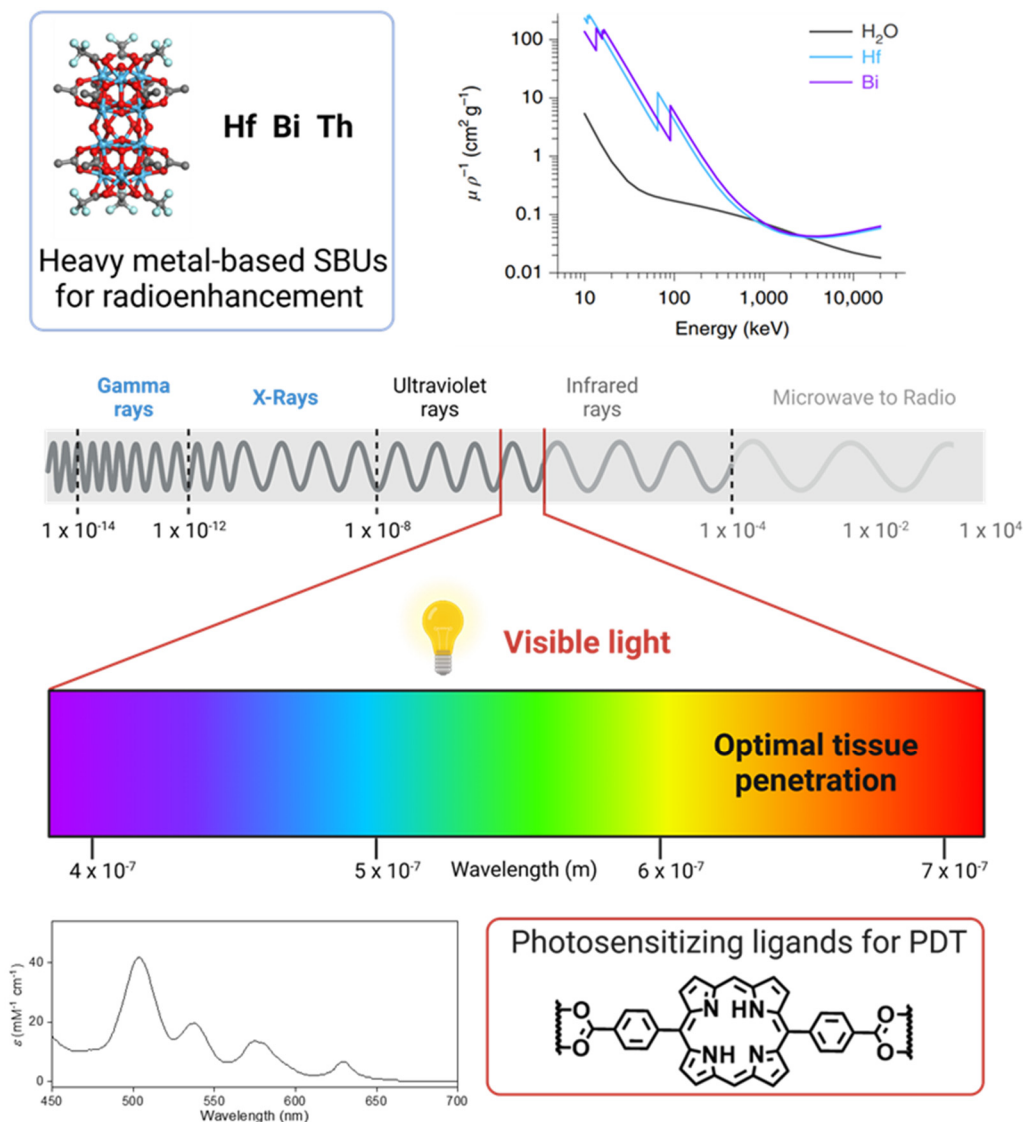 Hf Bi Th
Heavy metal-based SBUs
for radioenhancement
μ ρ⁻¹ (cm² g⁻¹)
100
10
1
0.1
0.01
H₂O
Hf
Bi
10
100
1,000
10,000
Energy (keV)
Gamma
rays
X-Rays
Ultraviolet
rays
Infrared
rays
Microwave to Radio
1 x 10⁻¹⁴
1 x 10⁻¹²
1 x 10⁻⁸
1 x 10⁻⁴
1 x 10⁻²
1 x 10⁴
Visible light
Optimal tissue
penetration
4 x 10⁻⁷
5 x 10⁻⁷
Wavelength (m)
6 x 10⁻⁷
7 x 10⁻⁷
ε (mM⁻¹ cm⁻¹)
40
20
0
450
500
550
600
650
700
Wavelength (nm)
Photosensitizing ligands for PDT
O
O
N
HN
NH
N
O
O